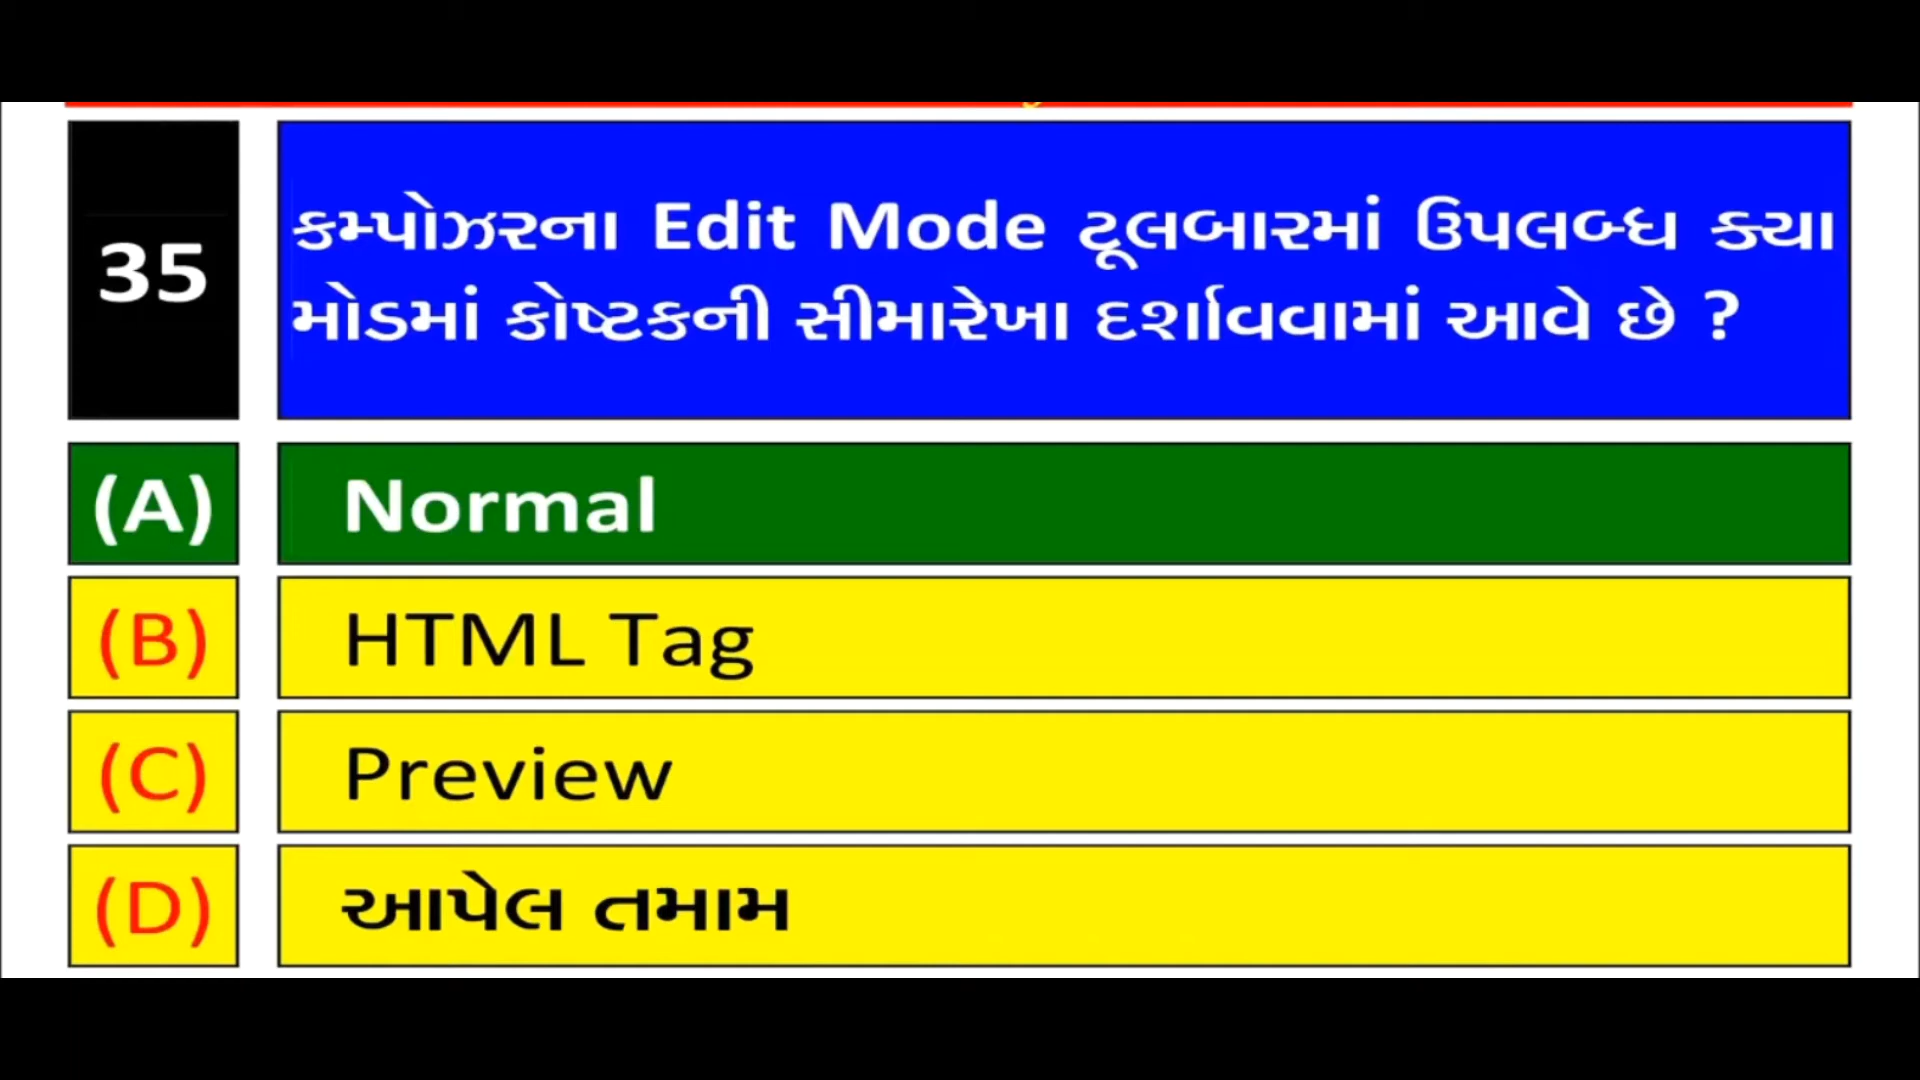 35
કમ્પોઝરના Edit Mode ટૂલબારમાં ઉપલબ્ધ ક્યા
મોડમાં કોષ્ટકની સીમારેખા દર્શાવવામાં આવે છે ?
(A) Normal
(B) HTML Tag
(C) Preview
(D) આપેલ તમામ